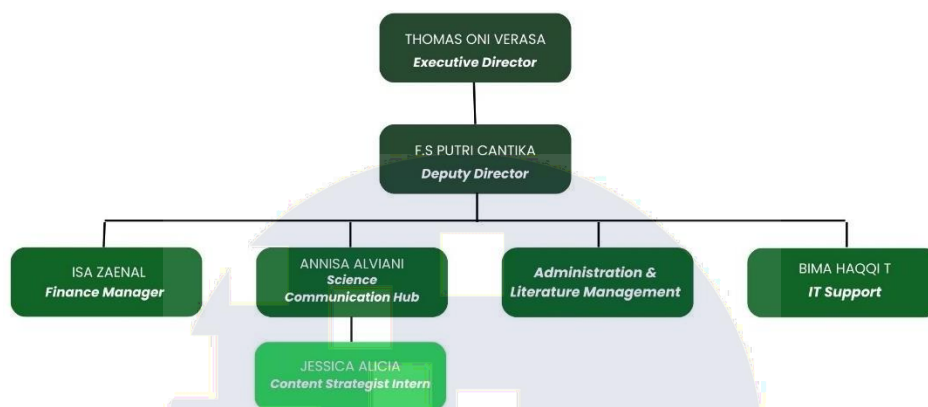 THOMAS ONI VERASA
Executive Director
F.S PUTRI CANTIKA
Deputy Director
ISA ZAENAL
Finance Manager
ANNISA ALVIANI
Science
Communication Hub
Administration &
Literature Management
BIMA HAQQI T
IT Support
JESSICA ALICIA
Content Strategist Intern